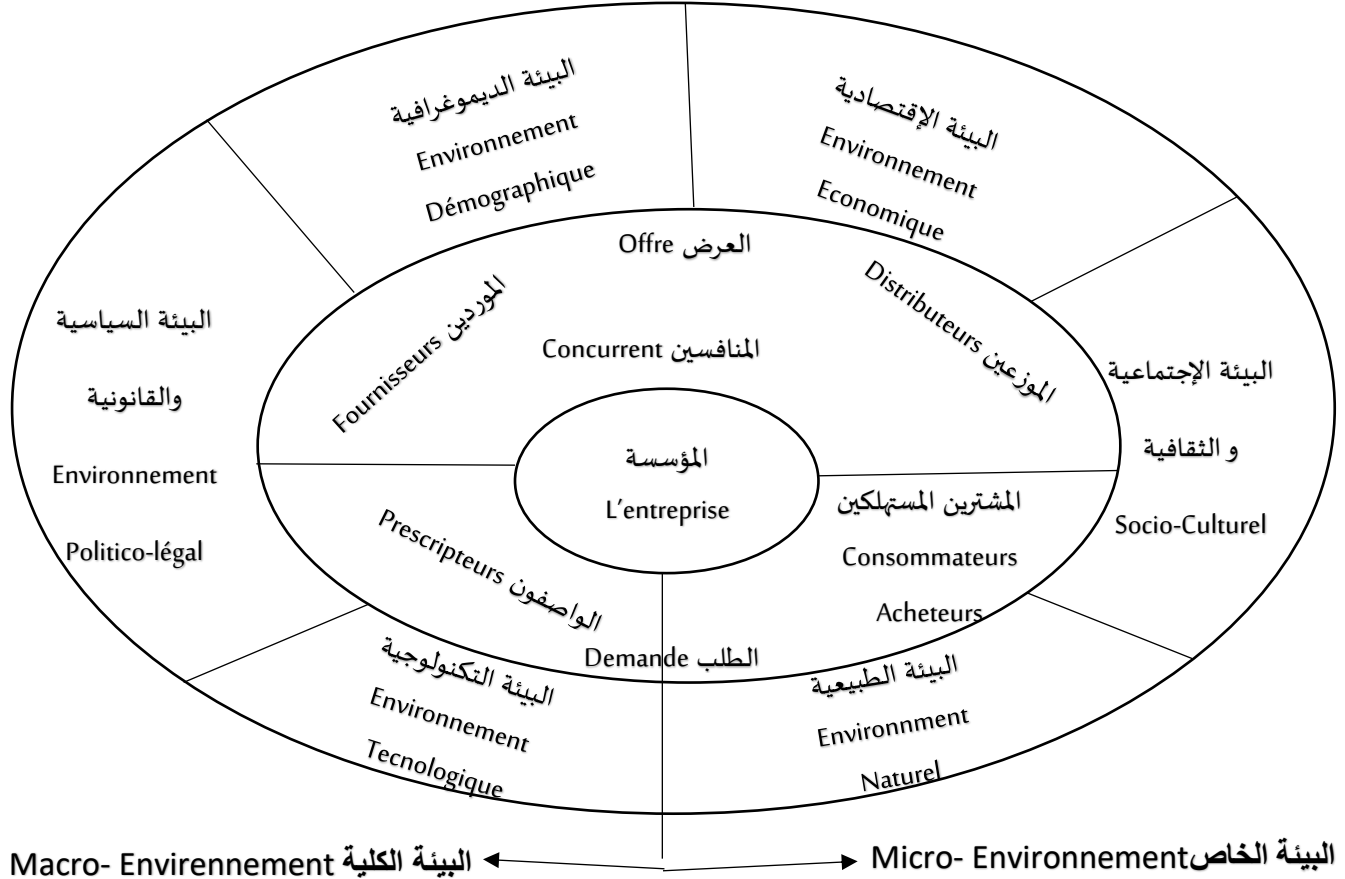 البيئة الديموغرافية
Environnement
Démographique
البيئة الإقتصادية
Environnement
Economique
البيئة السياسية
والقانونية
Environnement
Politico-légal
العرض Offre
الموردين Fournisseurs
المنافسين Concurrent
الموزعين Distributeurs
البيئة الإجتماعية
و الثقافية
Socio-Culturel
المؤسسة
L’entreprise
الواصفون Prescripteurs
المشترين المستهلكين
Consommateurs
Acheteurs
الطلب Demande
البيئة التكنولوجية
Environnement
Tecnologique
البيئة الطبيعية
Environnment
Naturel
البيئة الكلية Macro- Envirennement
البيئة الخاصMicro- Environnement